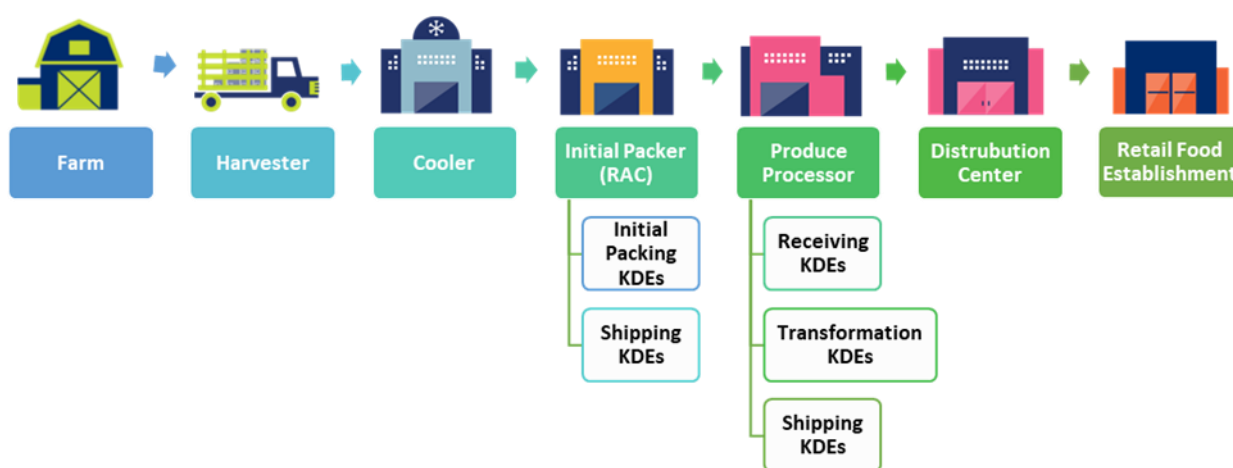 Farm
Harvester
Cooler
Initial Packer
(RAC)
Produce
Processor
Distrubution
Center
Retail Food
Establishment
Initial
Packing
KDEs
Shipping
KDEs
Receiving
KDEs
Transformation
KDEs
Shipping
KDEs